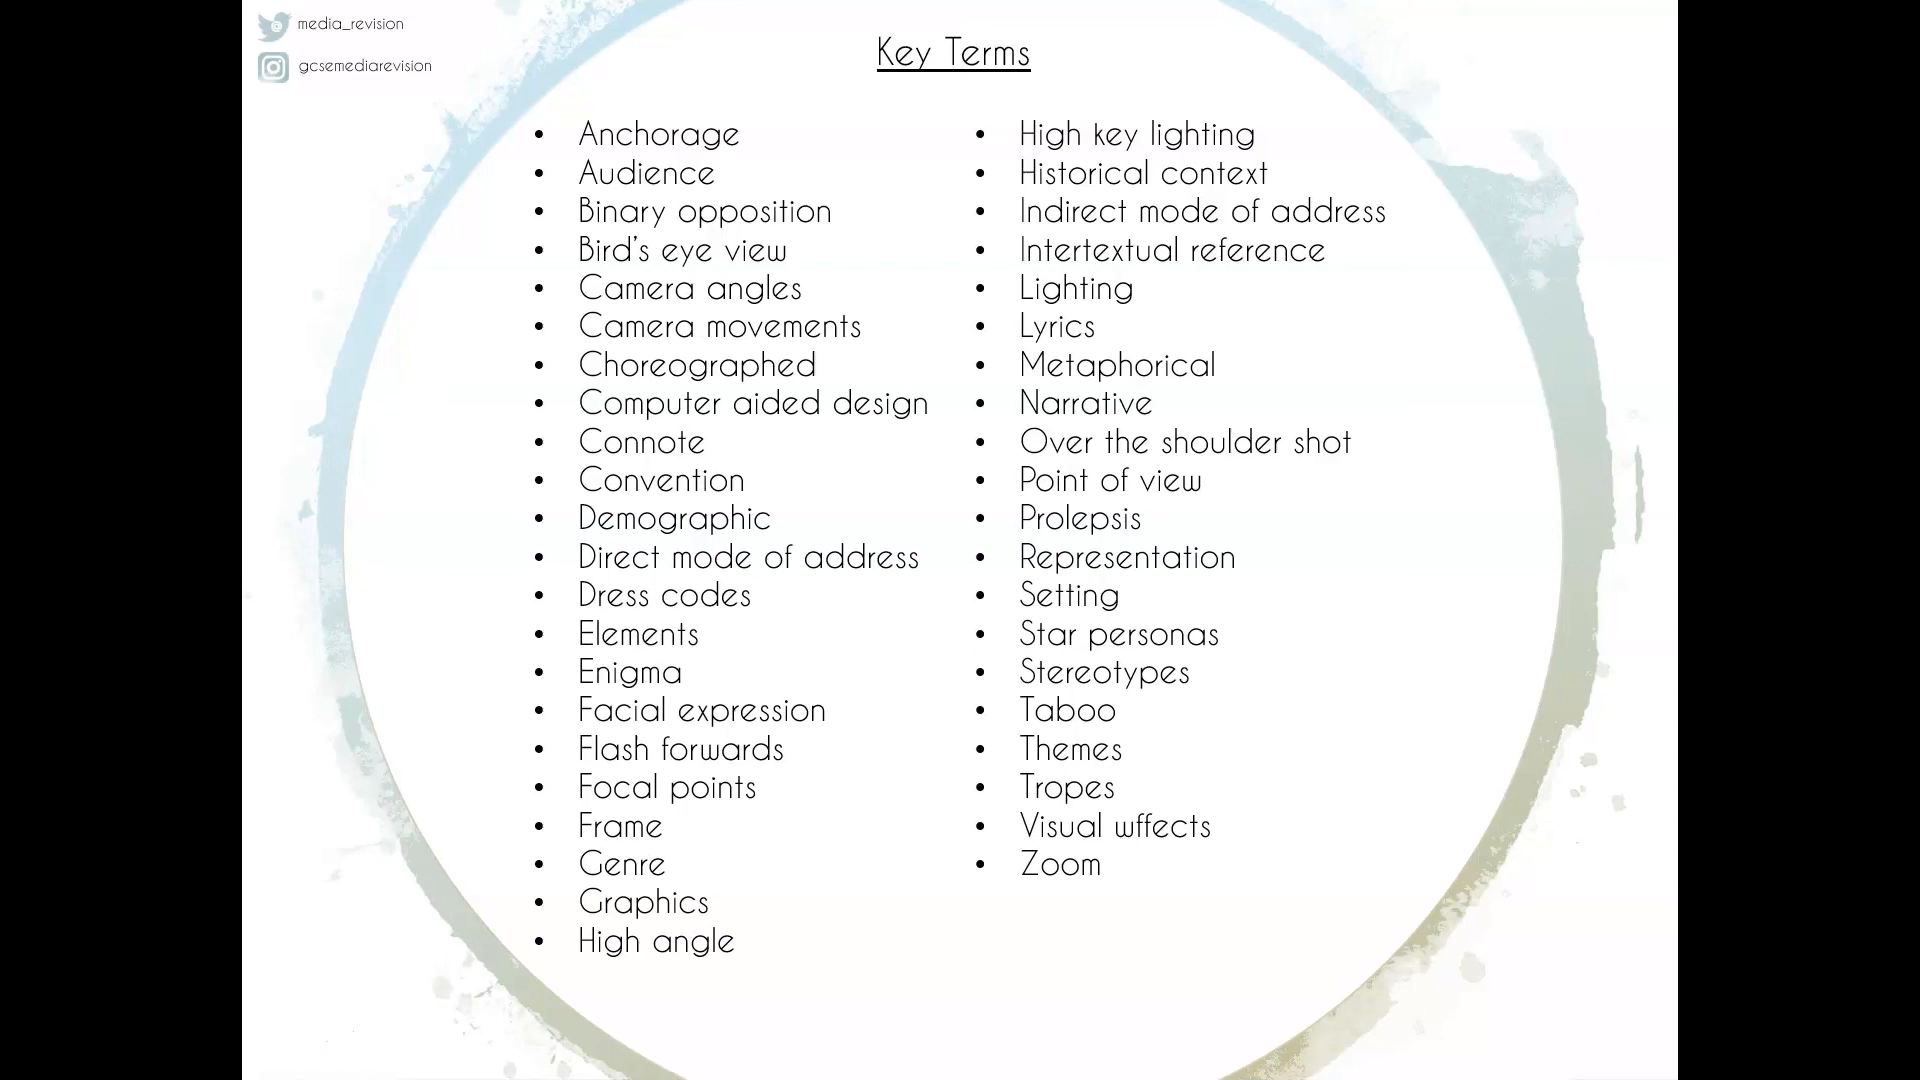 media_revision
gcsemediarevision
Key Terms
• Anchorage
• Audience
• Binary opposition
• Bird’s eye view
• Camera angles
• Camera movements
• Choreographed
• Computer aided design
• Connote
• Convention
• Demographic
• Direct mode of address
• Dress codes
• Elements
• Enigma
• Facial expression
• Flash forwards
• Focal points
• Frame
• Genre
• Graphics
• High angle
• High key lighting
• Historical context
• Indirect mode of address
• Intertextual reference
• Lighting
• Lyrics
• Metaphorical
• Narrative
• Over the shoulder shot
• Point of view
• Prolepsis
• Representation
• Setting
• Star personas
• Stereotypes
• Taboo
• Themes
• Tropes
• Visual wffects
• Zoom